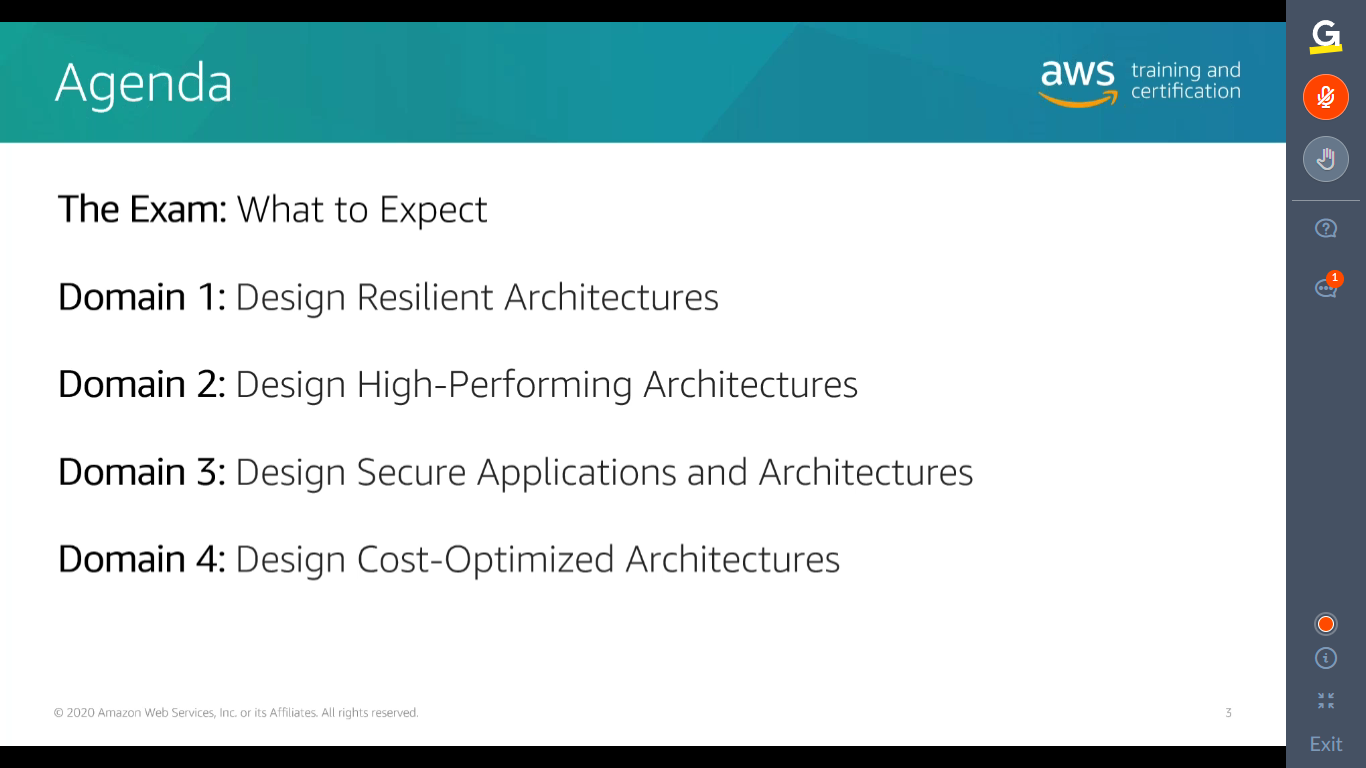 Agenda
aws training and certification
The Exam: What to Expect
Domain 1: Design Resilient Architectures
Domain 2: Design High-Performing Architectures
Domain 3: Design Secure Applications and Architectures
Domain 4: Design Cost-Optimized Architectures
© 2020 Amazon Web Services, Inc. or its Affiliates. All rights reserved.
3
G
?
1
i
Exit